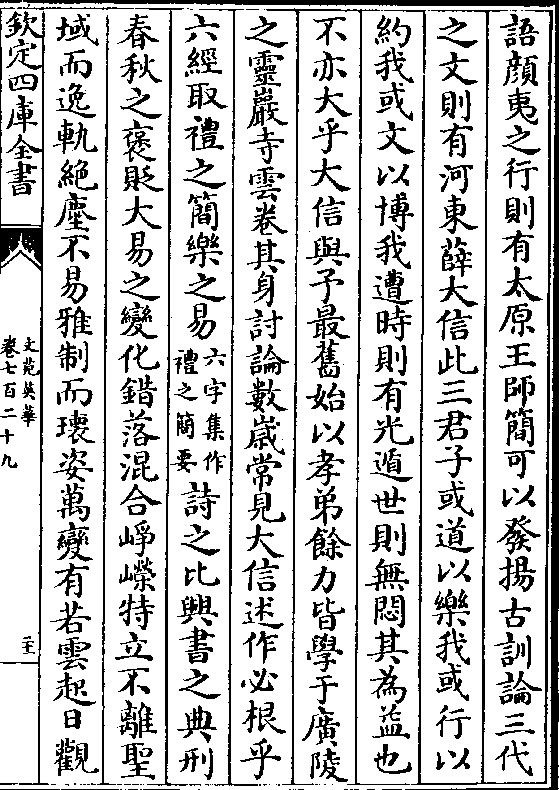 語顔夷之行則有太原王師簡可以發揚古訓論三代
之文則有河東薛大信此三君子或道以樂我或行以
約我或文以博我遭時則有光遁世則無悶其為益也
不亦大乎大信與予最舊始以孝弟餘力皆學于廣陵
之靈巖寺雲卷其身討論數歲常見大信述作必根乎
六經取禮之簡樂之易六字集作禮之簡要詩之比興書之典刑
春秋之褒貶大易之變化錯落混合崢嶸特立不離聖
域而逸軌絶塵不易雅制而瓌姿萬變有若雲起日觀
欽定四庫全書
文苑英華
卷七百二十九